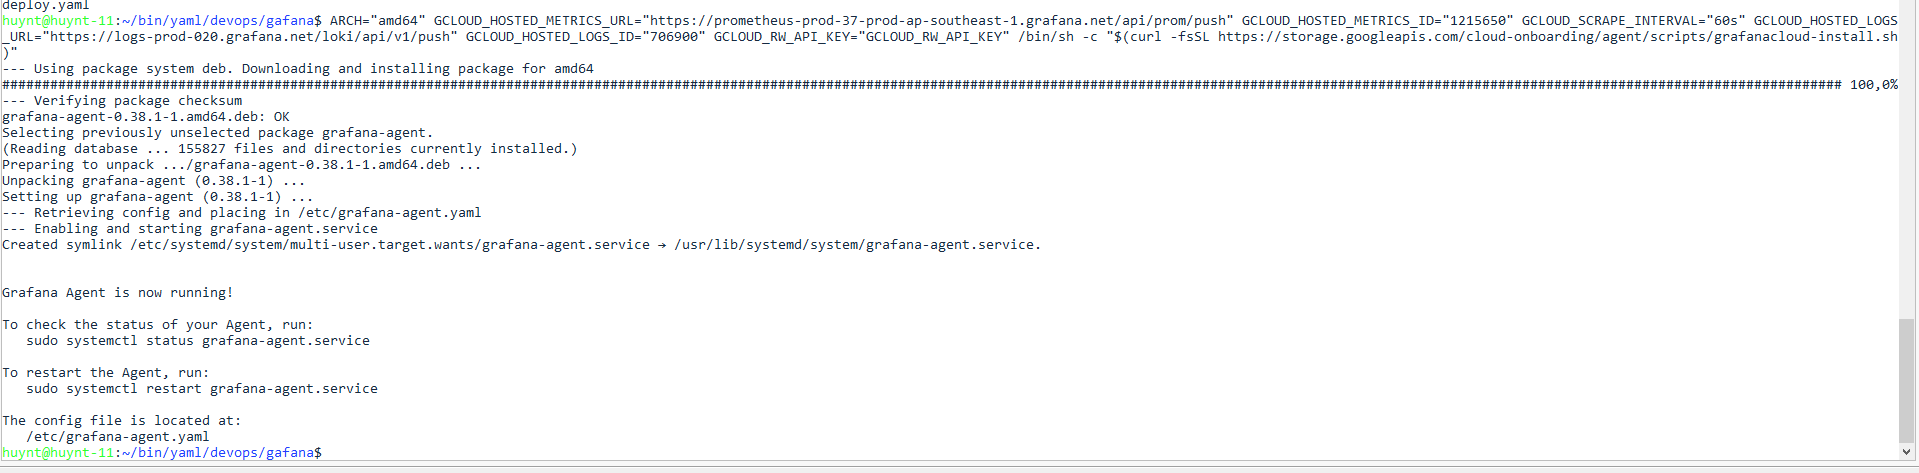 deploy.yaml
huynt@huynt-11:~/bin/yaml/devops/gafana$ ARCH="amd64" GCLOUD_HOSTED_METRICS_URL="https://prometheus-prod-37-prod-ap-southeast-1.grafana.net/api/prom/push" GCLOUD_HOSTED_METRICS_ID="1215650" GCLOUD_SCRAPE_INTERVAL="60s" GCLOUD_HOSTED_LOGS
_URL="https://logs-prod-020.grafana.net/loki/api/v1/push" GCLOUD_HOSTED_LOGS_ID="706900" GCLOUD_RW_API_KEY="GCLOUD_RW_API_KEY" /bin/sh -c "$(curl -fsSL https://storage.googleapis.com/cloud-onboarding/agent/scripts/grafanacloud-install.sh
)"
--- Using package system deb. Downloading and installing package for amd64
###################################################################################################################################################################################################################################### 100,0%
--- Verifying package checksum
grafana-agent-0.38.1-1.amd64.deb: OK
Selecting previously unselected package grafana-agent.
(Reading database ... 155827 files and directories currently installed.)
Preparing to unpack .../grafana-agent-0.38.1-1.amd64.deb ...
Unpacking grafana-agent (0.38.1-1) ...
Setting up grafana-agent (0.38.1-1) ...
--- Retrieving config and placing in /etc/grafana-agent.yaml
--- Enabling and starting grafana-agent.service
Created symlink /etc/systemd/system/multi-user.target.wants/grafana-agent.service → /usr/lib/systemd/system/grafana-agent.service.
Grafana Agent is now running!
To check the status of your Agent, run:
sudo systemctl status grafana-agent.service
To restart the Agent, run:
sudo systemctl restart grafana-agent.service
The config file is located at:
/etc/grafana-agent.yaml
huynt@huynt-11:~/bin/yaml/devops/gafana$